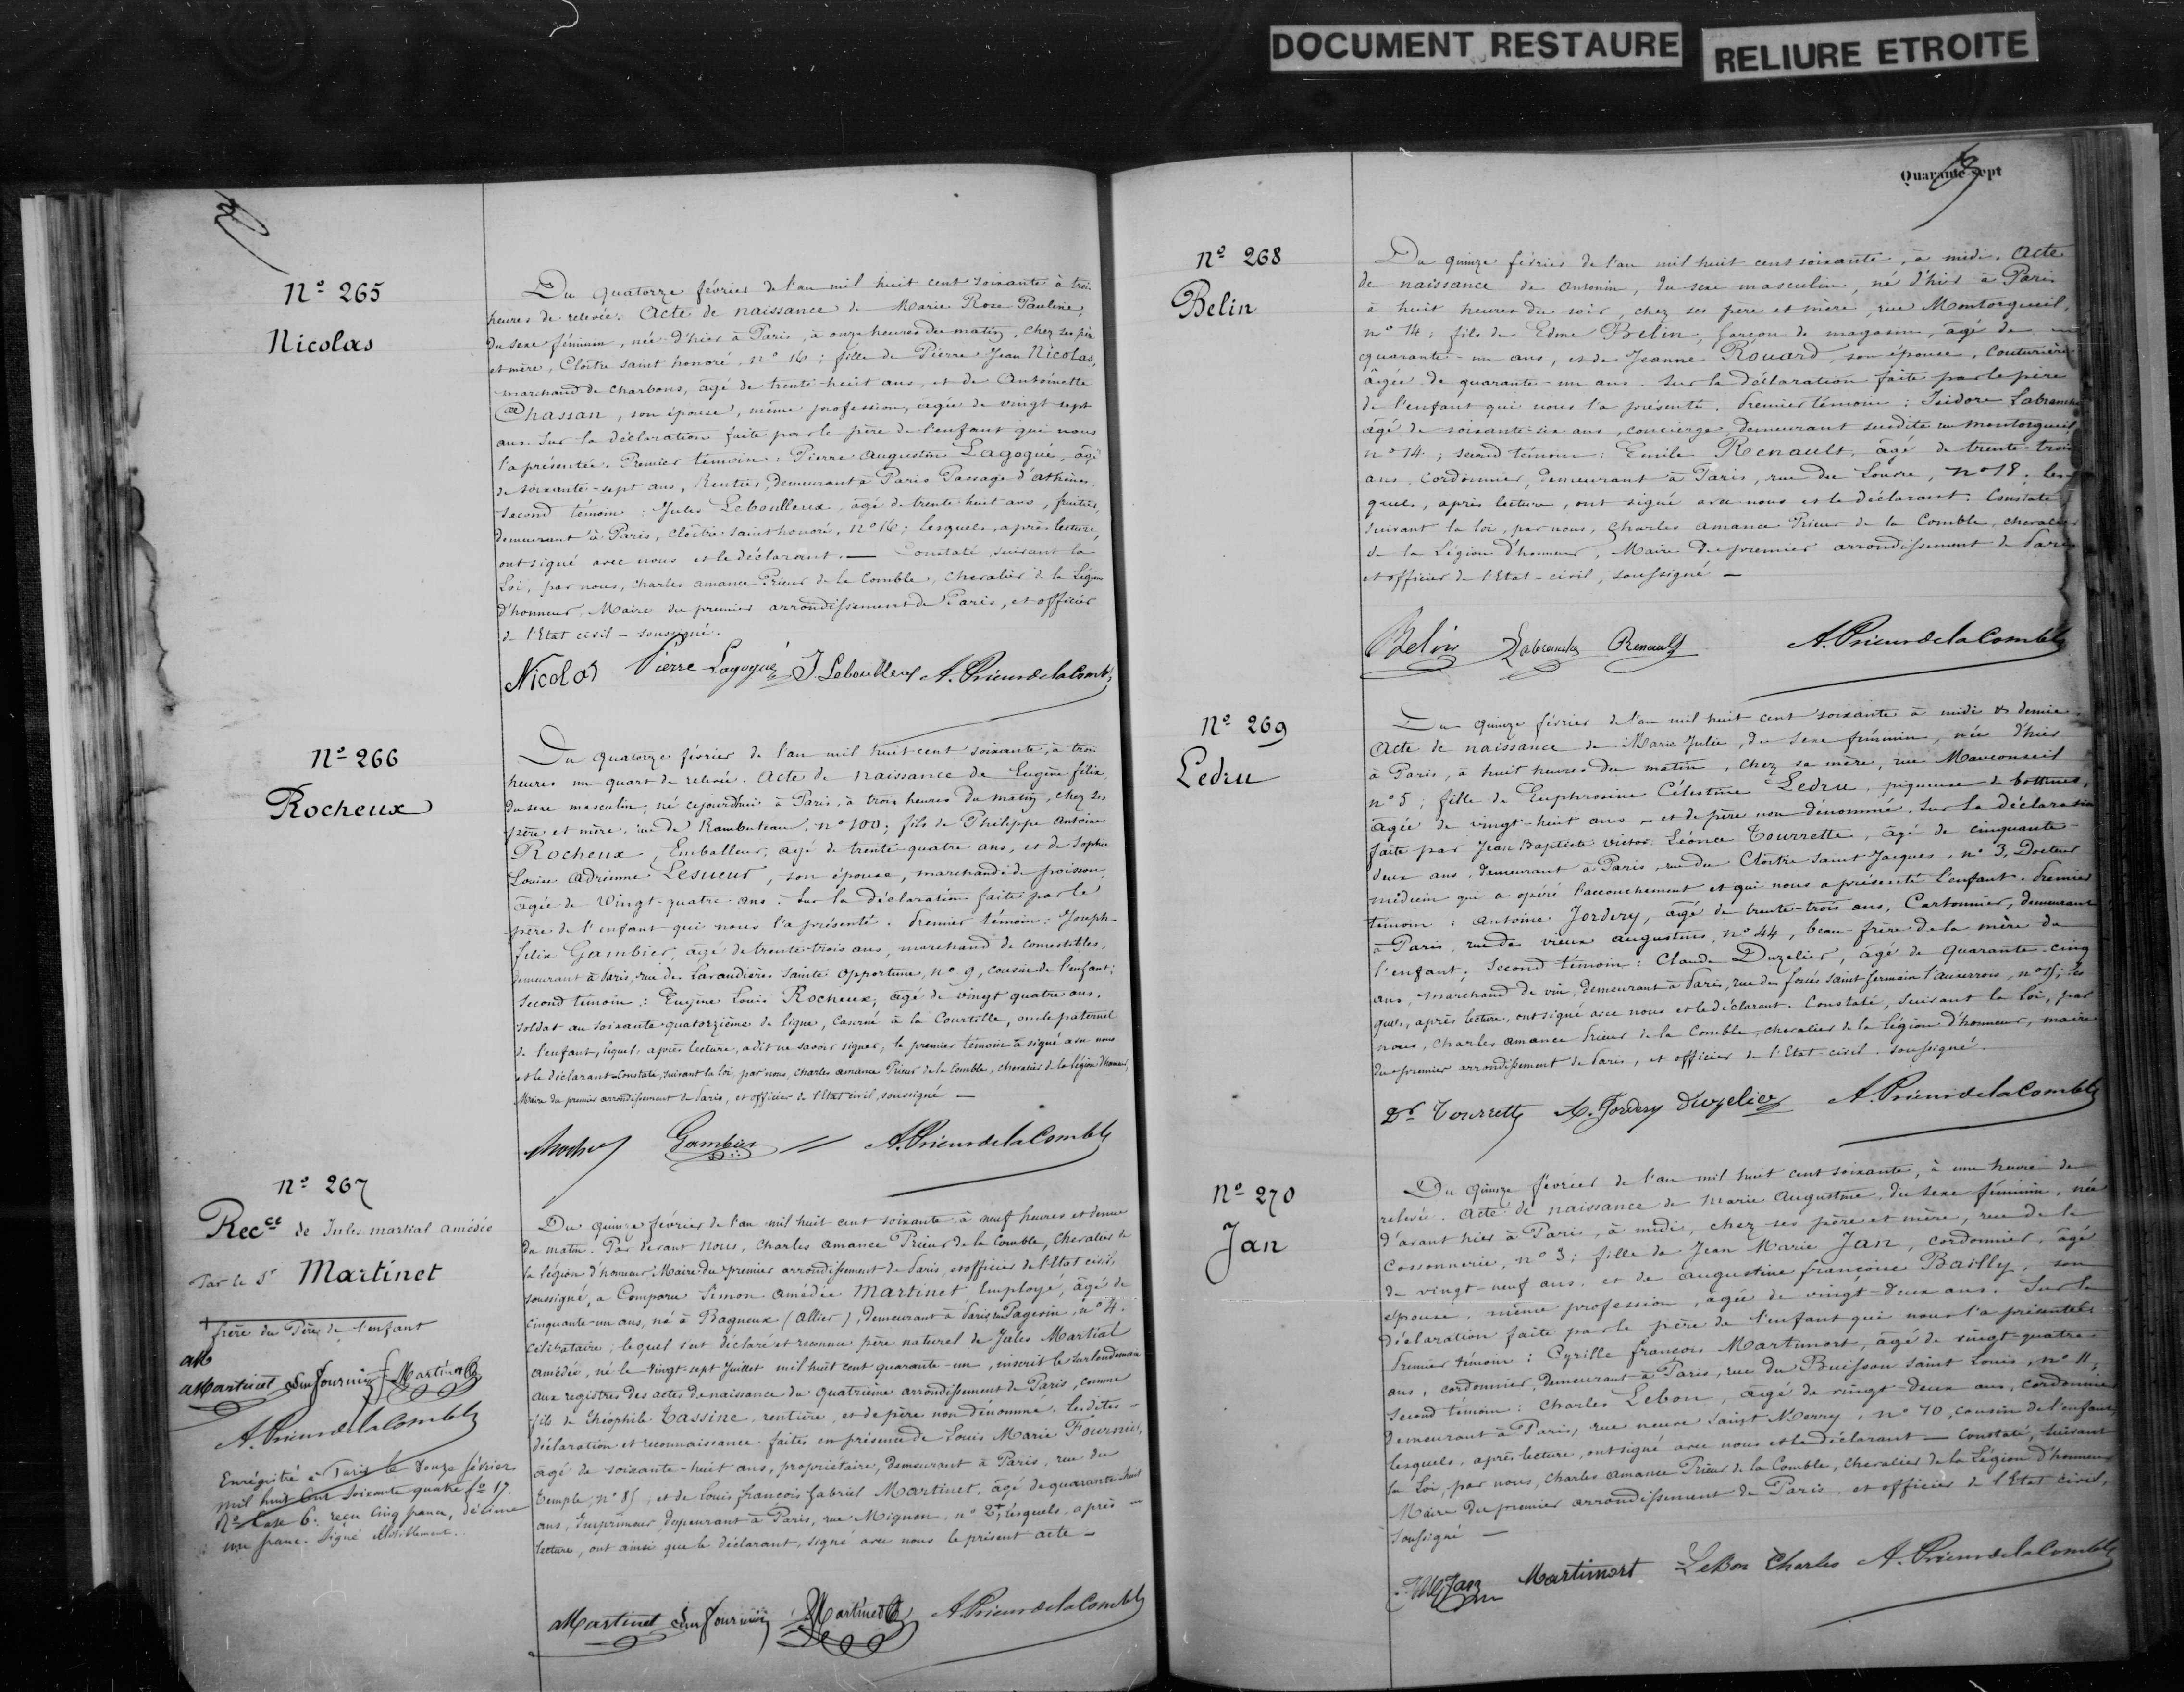 DOCUMENT RESTAURE
RELIURE ETROITE
Nº 265
Nicolas
Du quatorze février de l'an mil huit cent soixante à trois
heures de relevée. Acte de naissance de Marie Rose Pauline,
du sexe féminin, née d'hier à Paris, à onze heures du matin, chez ses père
et mère, Cloître saint honoré, nº 16; fille de Pierre Jean Nicolas,
marchand de charbons, âgé de trente huit ans, et de Antoinette
Chassan, son épouse, même profession, âgée de vingt sept
ans. Sur la déclaration faite par le père de l'enfant qui nous
l'a présentée. Premier témoin: Pierre Augustin Lagogué, âgé
de soixante-sept ans, Rentier, demeurant à Paris Passage d'athènes,
second témoin: Jules Leboulleux, âgé de trente huit ans, fruitier,
demeurant à Paris, cloître saint honoré, nº 16; lesquels, après lecture,
ont signé avec nous et le déclarant. — Constaté suivant la
Loi, par nous, Charles amance Prieur de la Comble, chevalier de la Légion
d'honneur, Maire du premier arrondissement de Paris, et officier
de l'Etat civil - soussigné.
Nicolas Pierre Lagogué J. Leboulleux A. Prieur de la Comble
Nº 266
Rocheux
Du quatorze février de l'an mil huit cent soixante, à trois
heures un quart de relevée. Acte de naissance de Eugène felix,
du sexe masculin, né cejourd'hui à Paris, à trois heures du matin, chez ses
père et mère, rue de Rambuteau, nº 100; fils de Philippe Antoine
Rocheux, Emballeur, âgé de trente quatre ans, et de Sophie
Louise Adrienne Lesueur, son épouse, marchande de poisson
âgée de Vingt-quatre ans. Sur la déclaration faite par le
père de l'enfant qui nous l'a présenté. Premier témoin: Joseph
felix Gambier, âgé de trente-trois ans, marchand de comestibles,
demeurant à Paris, rue des Lavandières Sainte Opportune, nº 9, cousin de l'enfant;
second témoin: Eugène Louis Rocheux, âgé de vingt quatre ans,
soldat au soixante quatorzième de ligne, caserné à la Courtille, oncle paternel
de l'enfant, lequel, après lecture, a dit ne savoir signer, le premier témoin a signé avec nous
et le déclarant. Constaté, suivant la loi, par nous, Charles amance Prieur de la Comble, chevalier de la légion d'honneur,
Maire du premier arrondissement de Paris, et officier de l'Etat civil, soussigné —
Gambier A. Prieur de la Comble
Nº 267
Recce de Jules martial amédée
Par le Sr Martinet
Du quinze février de l'an mil huit cent soixante à neuf heures et demie
du matin. Par devant nous, Charles amance Prieur de la Comble, chevalier de
la légion d'honneur Maire du premier arrondissement de Paris, et officier de l'Etat civil,
soussigné, a Comparu Simon amédée Martinet Employé, âgé de
cinquante-un ans, né à Bagneux (Allier), demeurant à Paris, rue Pagevin, nº 4.
célibataire; lequel s'est déclaré et reconnu père naturel de Jules Martial
amédée, né le Vingt-sept Juillet mil huit cent quarante-un, inscrit le surlendemain
aux registres des actes de naissance du quatrième arrondissement de Paris, comme
fils de Théophile Tassine, rentière, et de père non dénommé. lesdites
déclaration et reconnaissance faites en présence de Louis Marie Fournier,
âgé de soixante-huit ans, propriétaire, demeurant à Paris, rue du
Temple, nº 85, et de Louis françois Gabriel Martinet, âgé de quarante huit
ans, Imprimeur, demeurant à Paris, rue Mignon, nº 2, + lesquels, après
lecture, ont ainsi que le déclarant, signé avec nous le présent acte -
+ frère du Père de l'enfant
AM
AMartinet Fournier Martinet
A. Prieur de la Comble
Enregistré à Paris le Douze février
mil huit cent soixante quatre fo 17.
Case 6. reçu Cinq francs, décime
un franc. Signé
AMartinet Fournier Martinet A. Prieur de la Comble
Quarante-sept
Nº 268
Belin
Du quinze février de l'an mil huit cent soixante, à midi. Acte
de naissance de Antonin, du sexe masculin, né d'hier à Paris
à huit heures du soir, chez ses père et mère, rue Montorgueil,
nº 14; fils de Edme Belin, garçon de magasin, âgé de
quarante-un ans, et de Jeanne Rouard, son épouse, Couturière
âgée de quarante-un ans. Sur la déclaration faite par le père
de l'enfant qui nous l'a présenté. Premier témoin: Isidore Labranche
âgé de soixante-six ans, concierge, demeurant susdite rue Montorgueil
nº 14; second témoin: Emile Renault, âgé de trente-trois
ans, Cordonnier, demeurant à Paris, rue du Louvre, nº 18. les-
quels, après lecture, ont signé avec nous et le déclarant. Constaté
suivant la loi, par nous, Charles amance Prieur de la Comble, chevalier
de la Légion d'honneur, Maire du premier arrondissement de Paris
et officier de l'Etat-civil, soussigné —
Belin Labranche Renault A. Prieur de la Comble
Nº 269
Ledru
Du quinze février de l'an mil huit cent soixante à midi & demie.
Acte de naissance de Marie Julie, du sexe féminin, née d'hier
à Paris, à huit heures du matin, chez sa mère, rue Mauconseil
nº 5; fille de Euphrosine Célestine Ledru, piqueuse de bottines,
âgée de vingt-huit ans - et de père non dénommé. Sur la déclaration
faite par Jean Baptiste Victor Léonce Tourrette, âgé de cinquante-
deux ans, demeurant à Paris, rue du Cloître Saint Jacques, nº 3, Docteur
médecin qui a opéré l'accouchement et qui nous a présenté l'enfant. Premier
témoin: Antoine Jordery, âgé de trente-trois ans, Cartonnier, demeurant
à Paris, rue des vieux augustins, nº 44, beau-frère de la mère de
l'enfant; Second témoin: Claude Duzelier, âgé de Quarante-cinq
ans, marchand de vin, demeurant à Paris, rue des fossés saint Germain l'auxerrois, nº 15; les
quels, après lecture, ont signé avec nous et le déclarant. Constaté, suivant la loi, par
nous, Charles amance Prieur de la Comble, chevalier de la légion d'honneur, maire
du premier arrondissement de Paris, et officier de l'Etat civil. soussigné.
Dr Tourrette A. Jordery Duzelier A. Prieur de la Comble
Nº 270
Jan
Du quinze février de l'an mil huit cent soixante, à une heure de
relevée. Acte de naissance de Marie Augustine, du sexe féminin, née
d'avant hier à Paris, à midi, chez ses père et mère, rue de la
Cossonnerie, nº 3; fille de Jean Marie Jan, cordonnier, âgé
de vingt-neuf ans, et de augustine françoise Bailly, son
épouse, même profession, âgée de vingt-deux ans. Sur la
déclaration faite par le père de l'enfant qui nous l'a présentée
Premier témoin: Cyrille françois Martimort, âgé de vingt-quatre
ans, cordonnier, demeurant à Paris, rue du Buisson saint Louis, nº 11,
Second témoin: Charles Lebon, âgé de vingt-deux ans, cordonnier
demeurant à Paris, rue neuve Saint Merry, nº 10, cousin de l'enfant,
lesquels, après lecture, ont signé avec nous et le déclarant — Constaté, suivant
la loi, par nous, Charles amance Prieur de la Comble, chevalier de la Légion d'honneur
Maire du premier arrondissement de Paris, et officier de l'Etat civil,
soussigné —
Jan Martimort LeBon Charles A. Prieur de la Comble